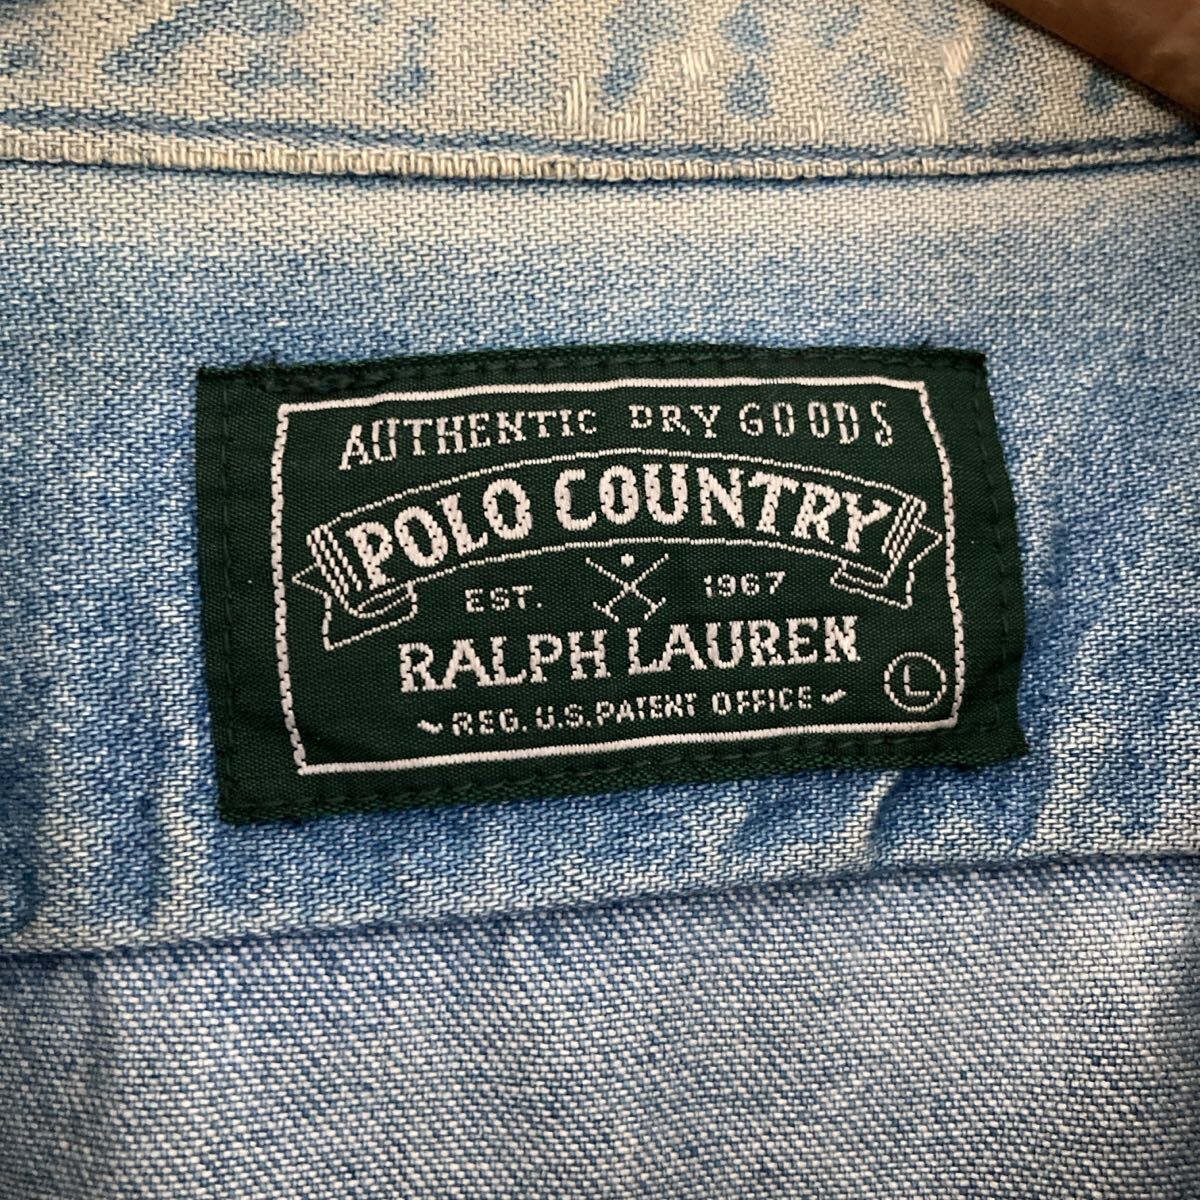 AUTHENTIC DRY GOODS
POLO COUNTRY
EST. 1967
RALPH LAUREN
L
~ REG. U.S. PATENT OFFICE ~